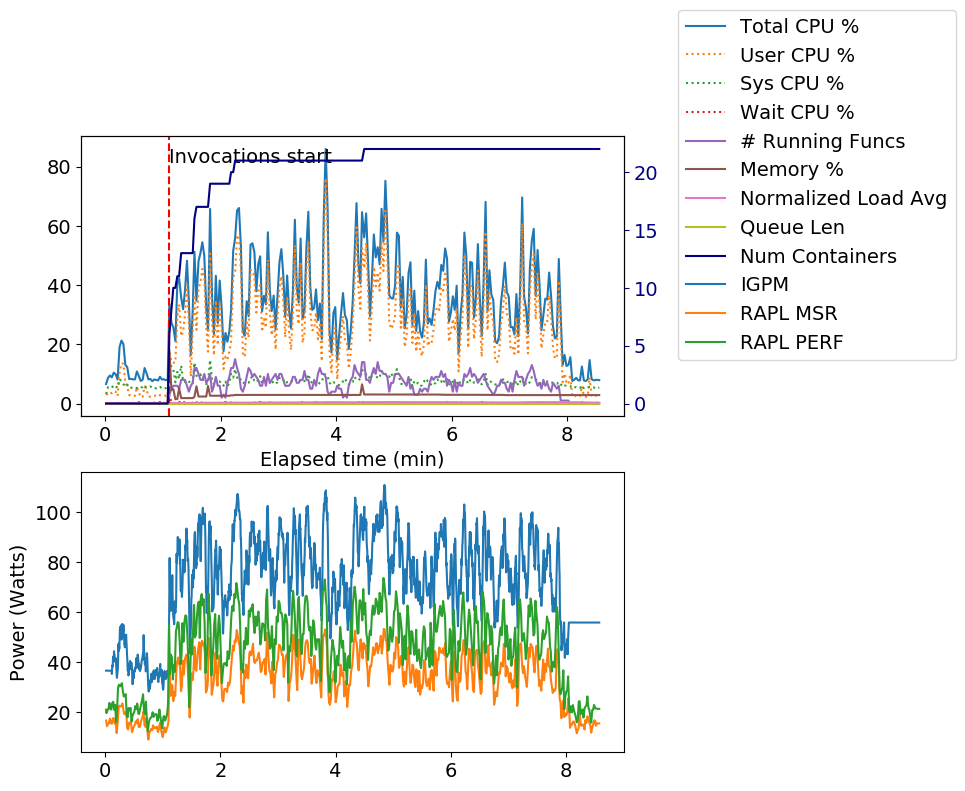 Total CPU %
User CPU %
Sys CPU %
Wait CPU %
# Running Funcs
Memory %
Normalized Load Avg
Queue Len
Num Containers
IGPM
RAPL MSR
RAPL PERF
Invocations start
80
60
40
20
0
20
15
10
5
0
0 2 4 6 8
Elapsed time (min)
Power (Watts)
100
80
60
40
20
0 2 4 6 8